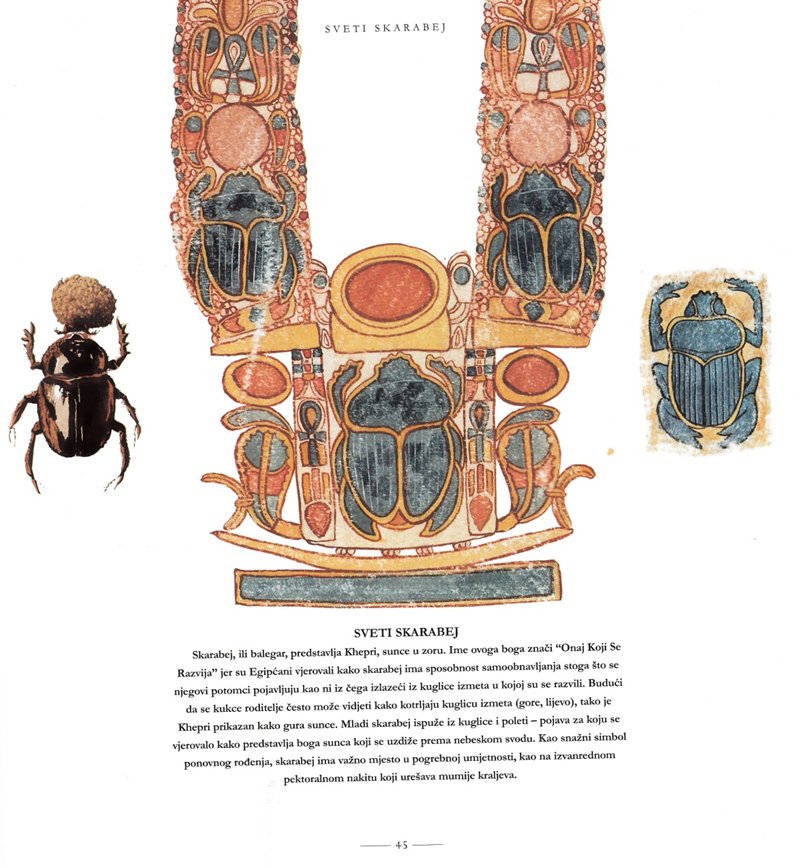 SVETI SKARABEJ
SVETI SKARABEJ
Skarabej, ili balegar, predstavlja Khepri, sunce u zoru. Ime ovoga boga znači “Onaj Koji Se
Razvija” jer su Egipćani vjerovali kako skarabej ima sposobnost samoobnavljanja stoga što se
njegovi potomci pojavljuju kao ni iz čega izlazeći iz kuglice izmeta u kojoj su se razvili. Budući
da se kukce roditelje često može vidjeti kako kotrljaju kuglicu izmeta (gore, lijevo), tako je
Khepri prikazan kako gura sunce. Mladi skarabej ispuže iz kuglice i poleti – pojava za koju se
vjerovalo kako predstavlja boga sunca koji se uzdiže prema nebeskom svodu. Kao snažni simbol
ponovnog rođenja, skarabej ima važno mjesto u pogrebnoj umjetnosti, kao na izvanrednom
pektoralnom nakitu koji urešava mumije kraljeva.
45